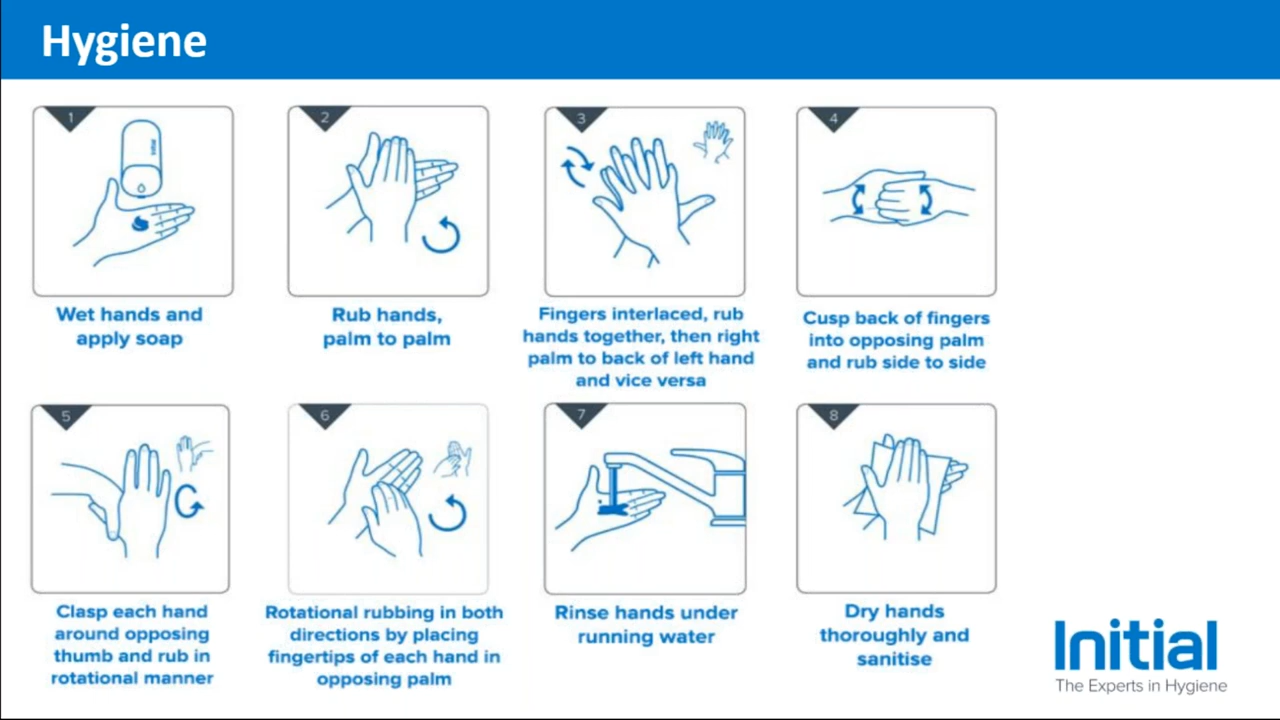 Hygiene
1
Wet hands and
apply soap
2
Rub hands,
palm to palm
3
Fingers interlaced, rub
hands together, then right
palm to back of left hand
and vice versa
4
Cusp back of fingers
into opposing palm
and rub side to side
5
Clasp each hand
around opposing
thumb and rub in
rotational manner
6
Rotational rubbing in both
directions by placing
fingertips of each hand in
opposing palm
7
Rinse hands under
running water
8
Dry hands
thoroughly and
sanitise
Initial
The Experts in Hygiene